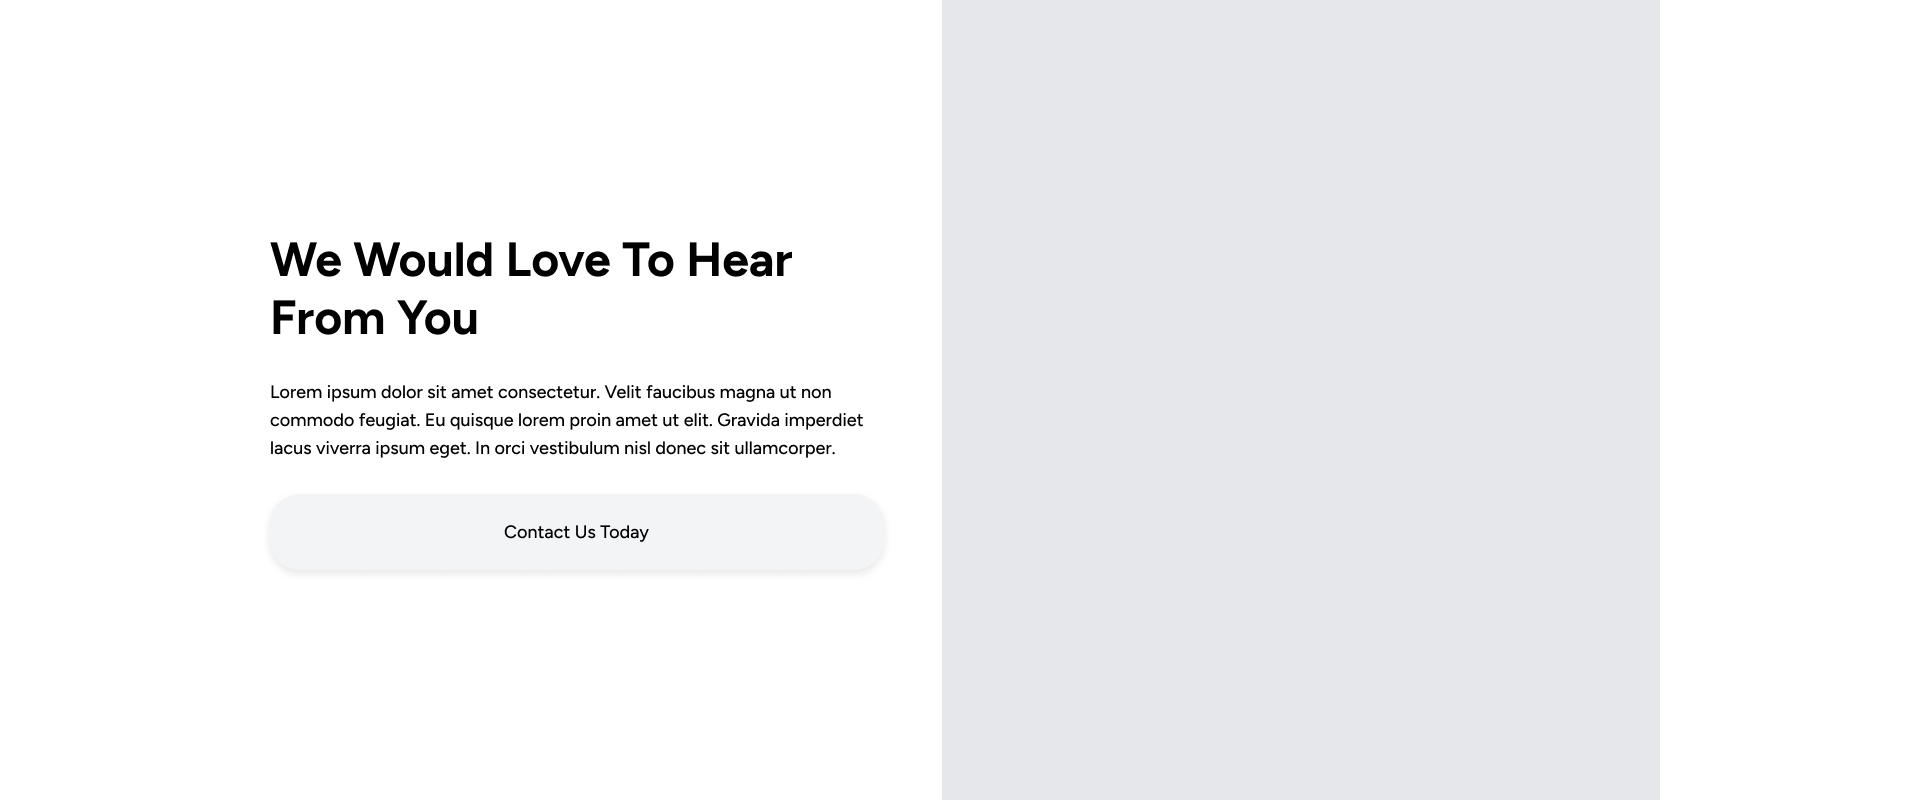 We Would Love To Hear
From You
Lorem ipsum dolor sit amet consectetur. Velit faucibus magna ut non
commodo feugiat. Eu quisque lorem proin amet ut elit. Gravida imperdiet
lacus viverra ipsum eget. In orci vestibulum nisl donec sit ullamcorper.
Contact Us Today